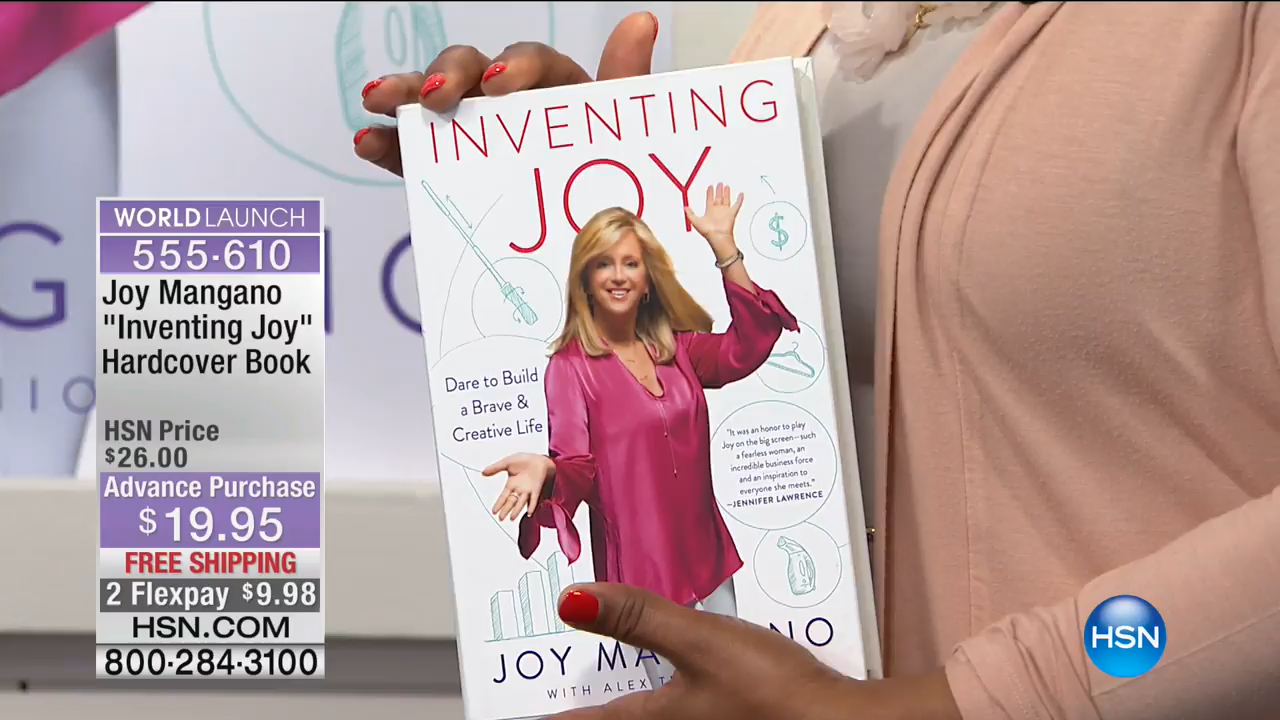 WORLD LAUNCH
555-610
Joy Mangano
"Inventing Joy"
Hardcover Book
HSN Price
$26.00
Advance Purchase
$19.95
FREE SHIPPING
2 Flexpay $9.98
HSN.COM
800-284-3100
INVENTING
JOY
$
Dare to Build
a Brave &
Creative Life
"It was an honor to play
Joy on the big screen—such
a fearless woman, an
incredible business force
and an inspiration to
everyone she meets."
—JENNIFER LAWRENCE
JOY
WITH ALEX
HSN